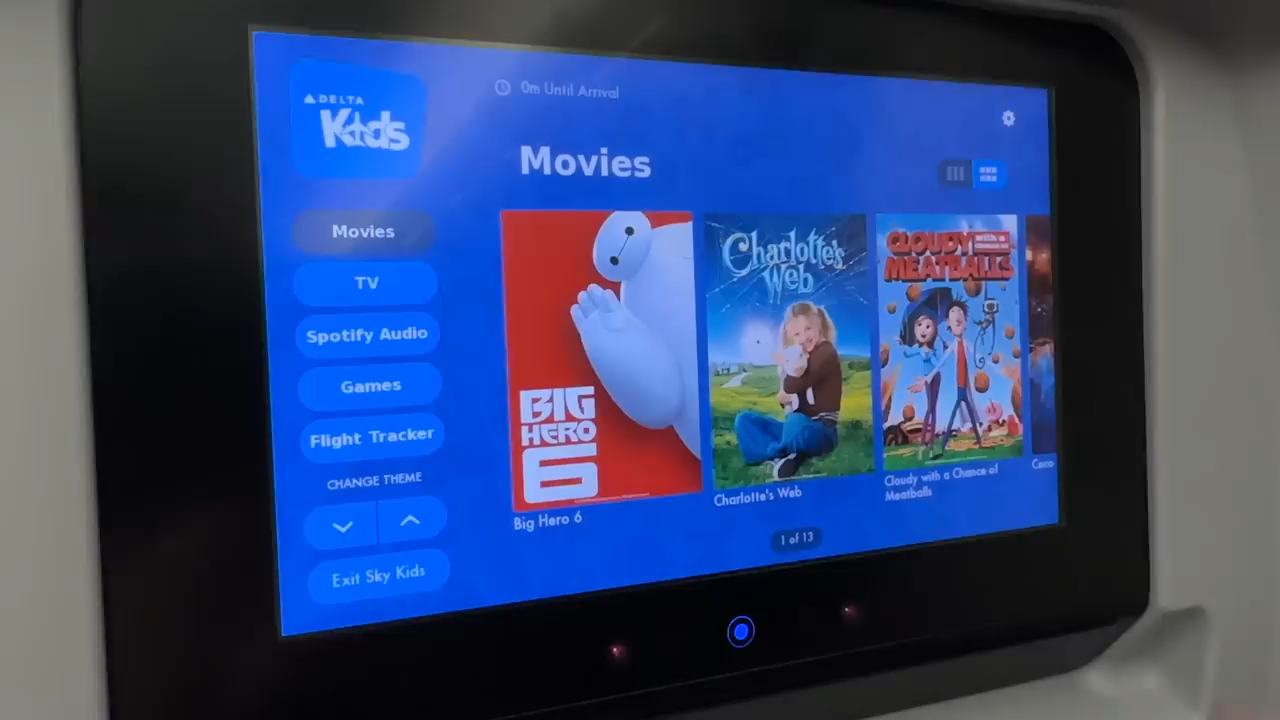 DELTA
Kids
0m Until Arrival
Movies
Movies
TV
Spotify Audio
Games
Flight Tracker
CHANGE THEME
Exit Sky Kids
BIG
HERO
6
Big Hero 6
Charlotte's
Web
Charlotte's Web
CLOUDY with a
MEATBALLS
Cloudy with a Chance of
Meatballs
Coco
1 of 13